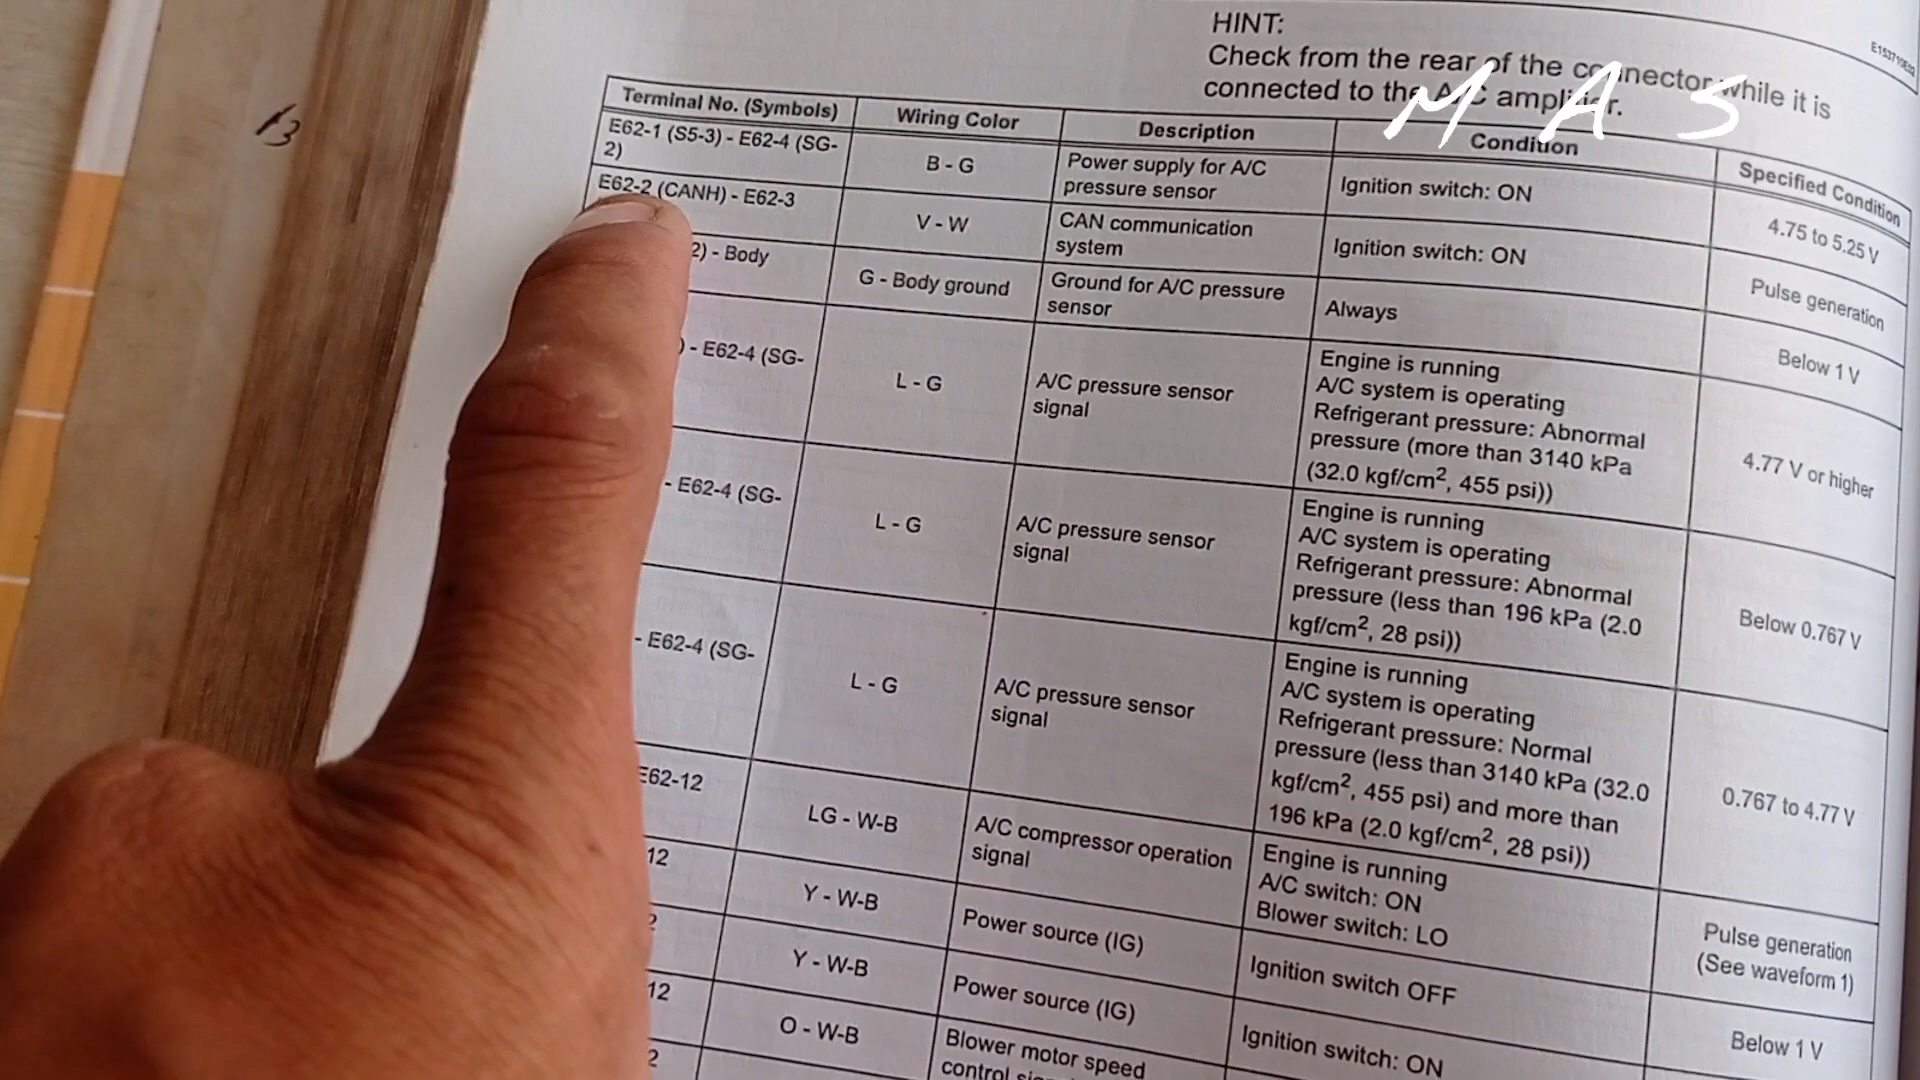 E153710E02
HINT:
Check from the rear of the connector while it is
connected to the A/C amplifier.
M A S
13
Terminal No. (Symbols) Wiring Color Description Condition Specified Condition
E62-1 (S5-3) - E62-4 (SG-
2)
B - G
Power supply for A/C
pressure sensor
Ignition switch: ON
4.75 to 5.25 V
E62-2 (CANH) - E62-3
V - W
CAN communication
system
Ignition switch: ON
Pulse generation
2) - Body
G - Body ground
Ground for A/C pressure
sensor
Always
Below 1 V
) - E62-4 (SG-
L - G
A/C pressure sensor
signal
Engine is running
A/C system is operating
Refrigerant pressure: Abnormal
pressure (more than 3140 kPa
(32.0 kgf/cm², 455 psi))
4.77 V or higher
- E62-4 (SG-
L - G
A/C pressure sensor
signal
Engine is running
A/C system is operating
Refrigerant pressure: Abnormal
pressure (less than 196 kPa (2.0
kgf/cm², 28 psi))
Below 0.767 V
- E62-4 (SG-
L - G
A/C pressure sensor
signal
Engine is running
A/C system is operating
Refrigerant pressure: Normal
pressure (less than 3140 kPa (32.0
kgf/cm², 455 psi) and more than
196 kPa (2.0 kgf/cm², 28 psi))
0.767 to 4.77 V
E62-12
LG - W-B
A/C compressor operation
signal
Engine is running
A/C switch: ON
Blower switch: LO
Pulse generation
(See waveform 1)
12
Y - W-B
Power source (IG)
Ignition switch OFF
Below 1 V
2
Y - W-B
Power source (IG)
Ignition switch: ON
12
O - W-B
Blower motor speed
control
2